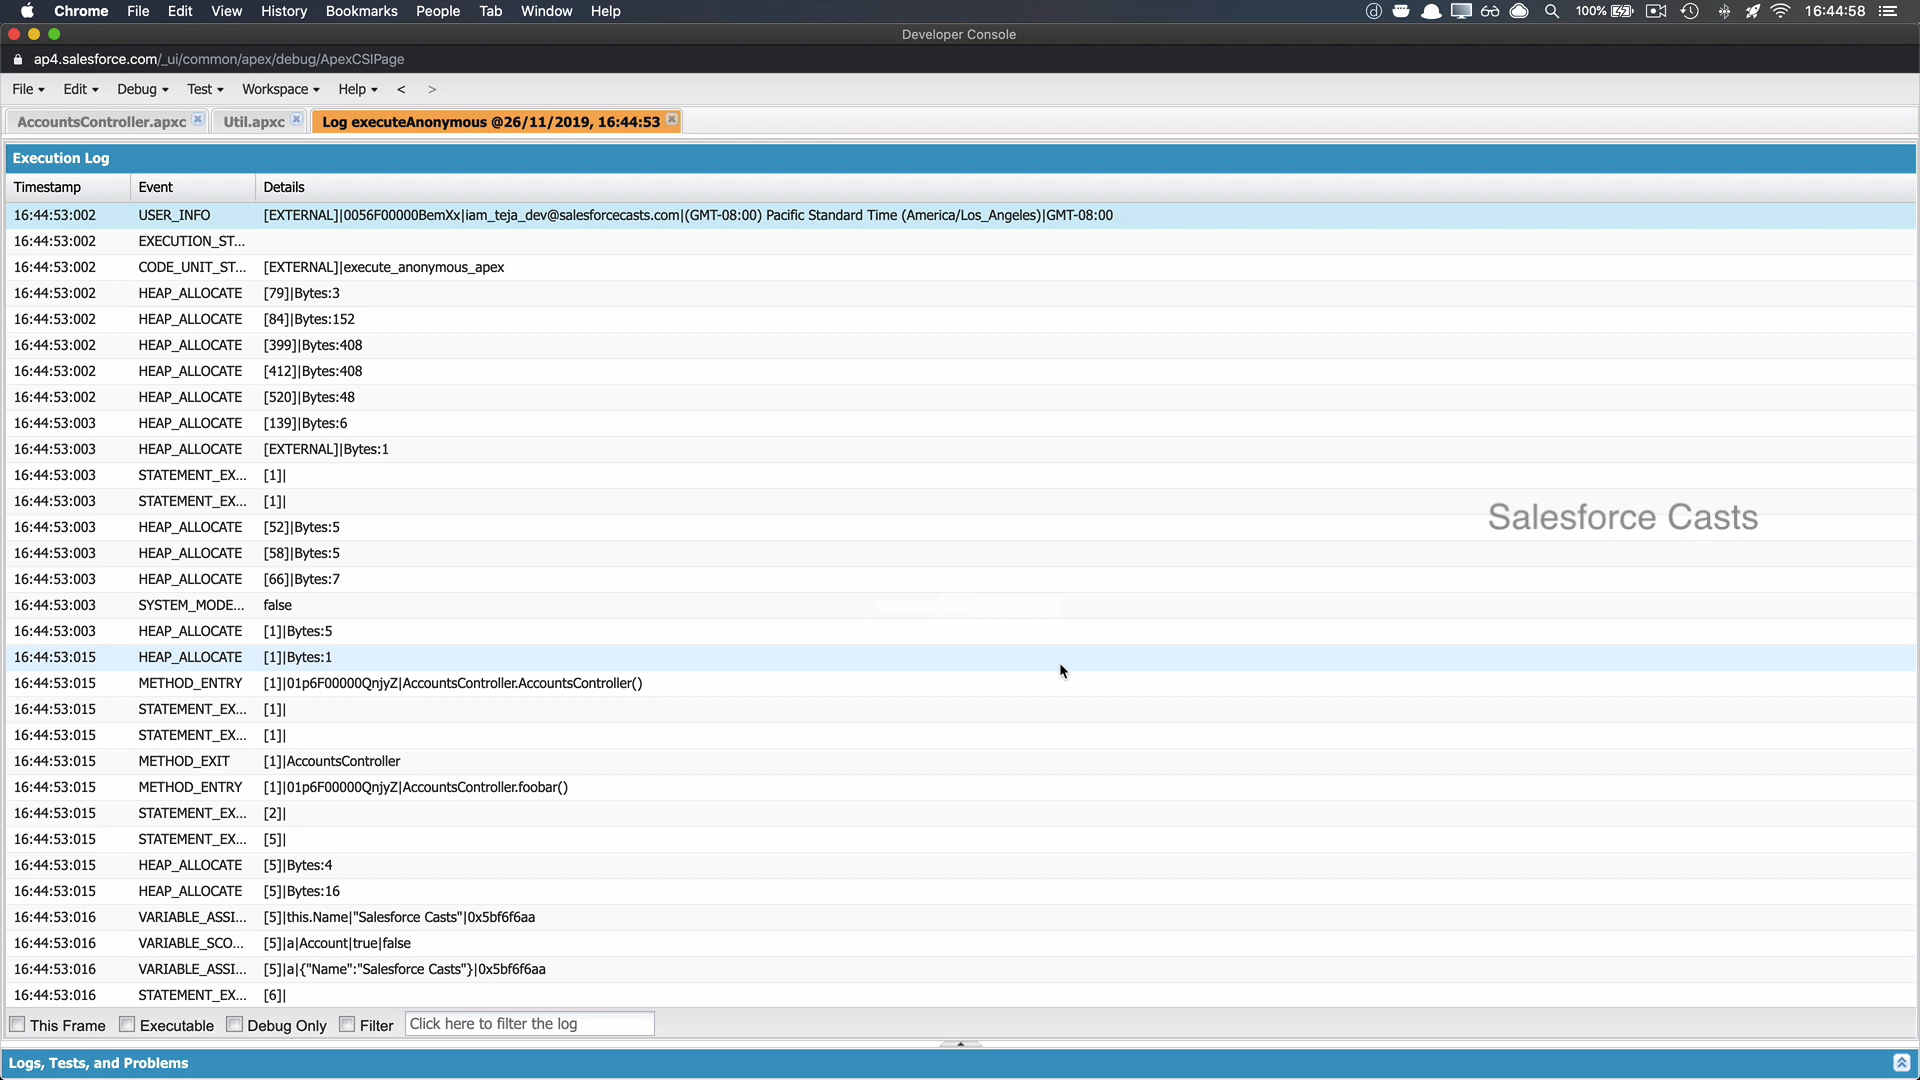 Chrome File Edit View History Bookmarks People Tab Window Help 100% 16:44:58
Developer Console
ap4.salesforce.com/_ui/common/apex/debug/ApexCSIPage
File Edit Debug Test Workspace Help < >
AccountsController.apxc Util.apxc Log executeAnonymous @26/11/2019, 16:44:53
Execution Log
Timestamp Event Details
16:44:53:002 USER_INFO [EXTERNAL]|0056F00000BemXx|iam_teja_dev@salesforcecasts.com|(GMT-08:00) Pacific Standard Time (America/Los_Angeles)|GMT-08:00
16:44:53:002 EXECUTION_ST...
16:44:53:002 CODE_UNIT_ST... [EXTERNAL]|execute_anonymous_apex
16:44:53:002 HEAP_ALLOCATE [79]|Bytes:3
16:44:53:002 HEAP_ALLOCATE [84]|Bytes:152
16:44:53:002 HEAP_ALLOCATE [399]|Bytes:408
16:44:53:002 HEAP_ALLOCATE [412]|Bytes:408
16:44:53:002 HEAP_ALLOCATE [520]|Bytes:48
16:44:53:003 HEAP_ALLOCATE [139]|Bytes:6
16:44:53:003 HEAP_ALLOCATE [EXTERNAL]|Bytes:1
16:44:53:003 STATEMENT_EX... [1]|
16:44:53:003 STATEMENT_EX... [1]|
Salesforce Casts
16:44:53:003 HEAP_ALLOCATE [52]|Bytes:5
16:44:53:003 HEAP_ALLOCATE [58]|Bytes:5
16:44:53:003 HEAP_ALLOCATE [66]|Bytes:7
16:44:53:003 SYSTEM_MODE... false
16:44:53:003 HEAP_ALLOCATE [1]|Bytes:5
16:44:53:015 HEAP_ALLOCATE [1]|Bytes:1
16:44:53:015 METHOD_ENTRY [1]|01p6F00000QnjyZ|AccountsController.AccountsController()
16:44:53:015 STATEMENT_EX... [1]|
16:44:53:015 STATEMENT_EX... [1]|
16:44:53:015 METHOD_EXIT [1]|AccountsController
16:44:53:015 METHOD_ENTRY [1]|01p6F00000QnjyZ|AccountsController.foobar()
16:44:53:015 STATEMENT_EX... [2]|
16:44:53:015 STATEMENT_EX... [5]|
16:44:53:015 HEAP_ALLOCATE [5]|Bytes:4
16:44:53:015 HEAP_ALLOCATE [5]|Bytes:16
16:44:53:016 VARIABLE_ASSI... [5]|this.Name|"Salesforce Casts"|0x5bf6f6aa
16:44:53:016 VARIABLE_SCO... [5]|a|Account|true|false
16:44:53:016 VARIABLE_ASSI... [5]|a|{"Name":"Salesforce Casts"}|0x5bf6f6aa
16:44:53:016 STATEMENT_EX... [6]|
This Frame Executable Debug Only Filter Click here to filter the log
Logs, Tests, and Problems